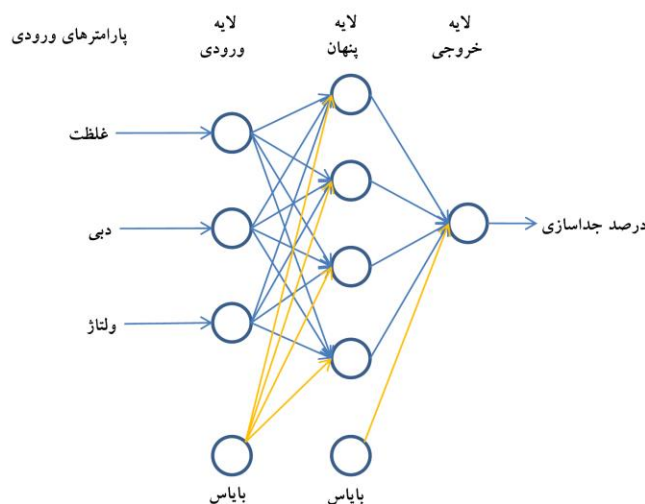 پارامترهای ورودی
لایه
ورودی
لایه
پنهان
لایه
خروجی
غلظت
دبی
ولتاژ
درصد جداسازی
بایاس
بایاس